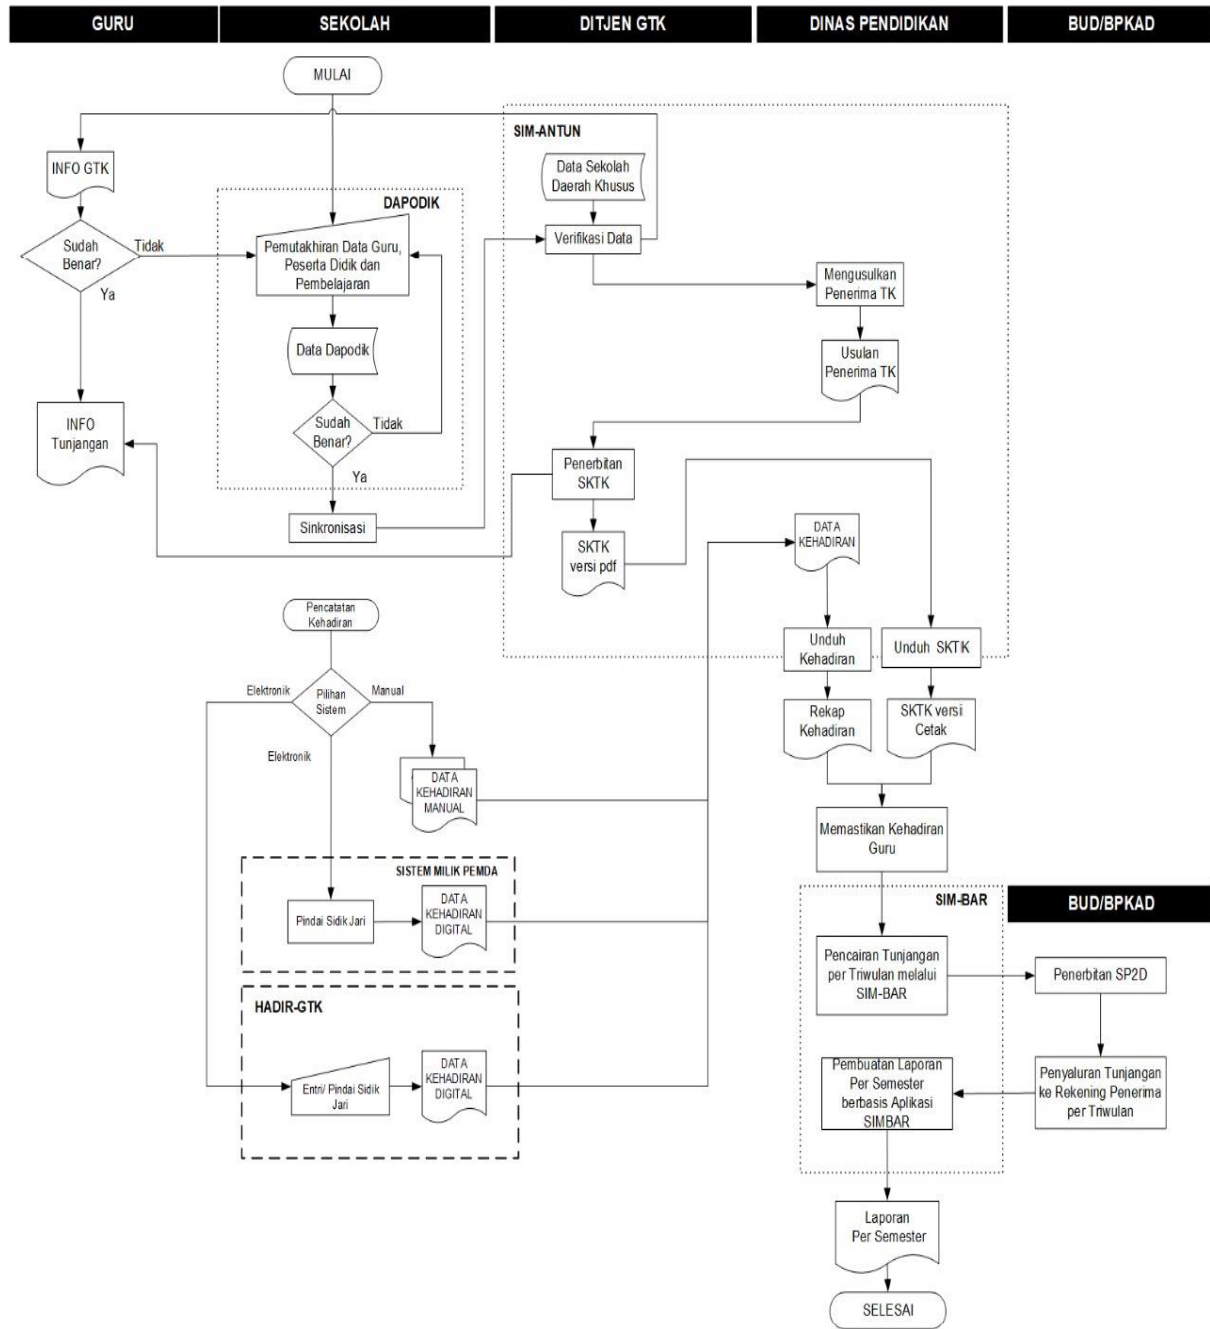 GURU
SEKOLAH
DITJEN GTK
DINAS PENDIDIKAN
BUD/BPKAD
MULAI
SIM-ANTUN
INFO GTK
Data Sekolah
Daerah Khusus
DAPODIK
Sudah
Benar?
Tidak
Ya
Pemutakhiran Data Guru,
Peserta Didik dan
Pembelajaran
Verifikasi Data
Mengusulkan
Penerima TK
Data Dapodik
Usulan
Penerima TK
INFO
Tunjangan
Sudah
Benar?
Tidak
Ya
Penerbitan
SKTK
Sinkronisasi
SKTK
versi pdf
DATA
KEHADIRAN
Pencatatan
Kehadiran
Unduh
Kehadiran
Unduh SKTK
Elektronik
Pilihan
Sistem
Manual
Elektronik
Rekap
Kehadiran
SKTK versi
Cetak
DATA
KEHADIRAN
MANUAL
Memastikan Kehadiran
Guru
SISTEM MILIK PEMDA
Pindai Sidik Jari
DATA
KEHADIRAN
DIGITAL
SIM-BAR
BUD/BPKAD
Pencairan Tunjangan
per Triwulan melalui
SIM-BAR
Penerbitan SP2D
HADIR-GTK
Entri/ Pindai Sidik
Jari
DATA
KEHADIRAN
DIGITAL
Pembuatan Laporan
Per Semester
berbasis Aplikasi
SIMBAR
Penyaluran Tunjangan
ke Rekening Penerima
per Triwulan
Laporan
Per Semester
SELESAI